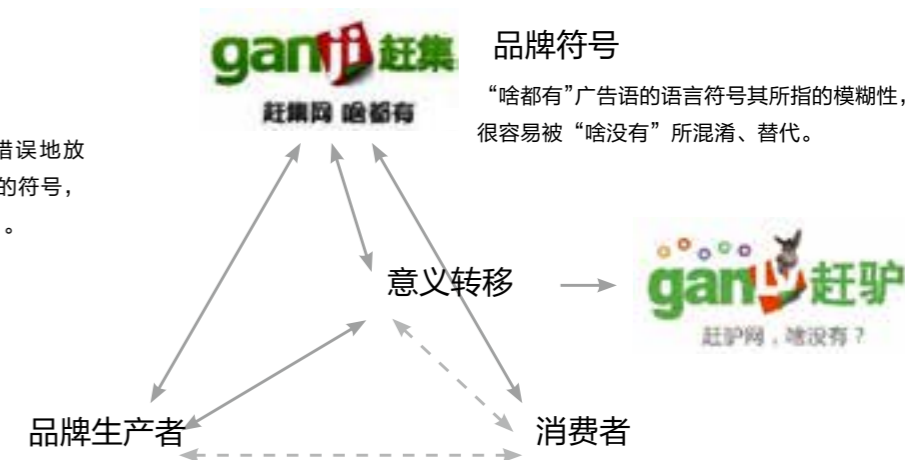 ganji 赶集
赶集网 啥都有
品牌符号
“啥都有”广告语的语言符号其所指的模糊性，
很容易被“啥没有”所混淆、替代。
错误地放
的符号，
。
意义转移
ganly 赶驴
赶驴网，啥没有？
品牌生产者
消费者